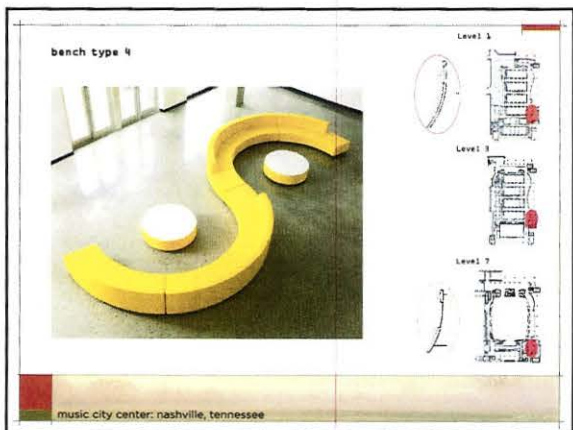 bench type 4
Level 1
Level 3
Level 7
music city center: nashville, tennessee